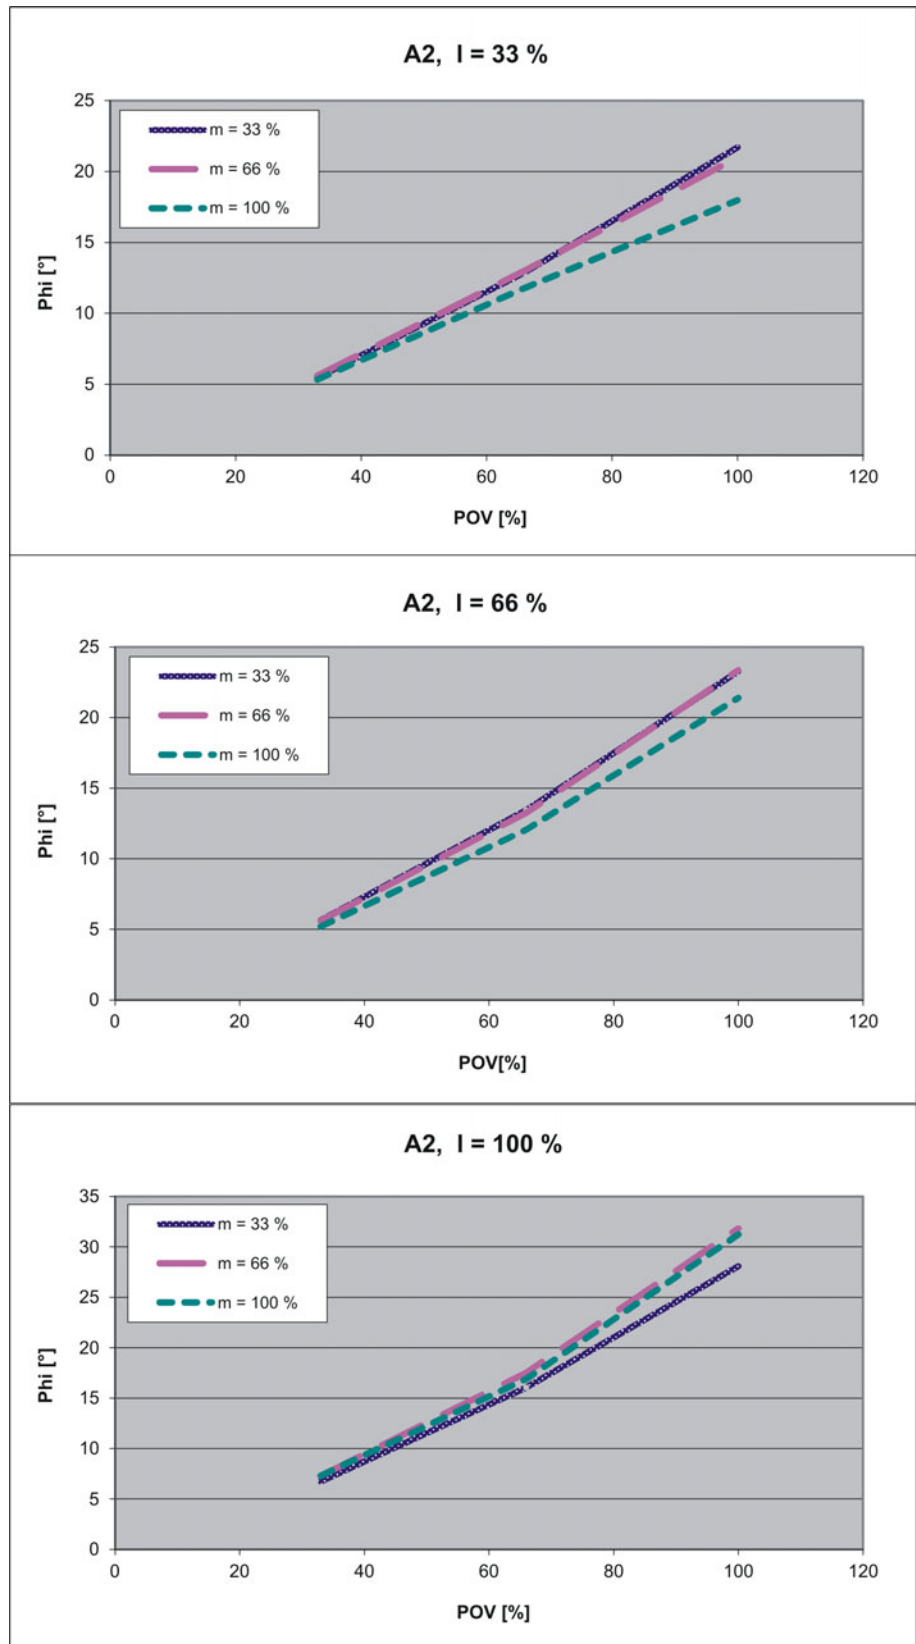 A2, l = 33 %
25
20
15
10
5
0
m = 33 %
m = 66 %
m = 100 %
Phi [°]
0 20 40 60 80 100 120
POV [%]
A2, l = 66 %
25
20
15
10
5
0
m = 33 %
m = 66 %
m = 100 %
Phi [°]
0 20 40 60 80 100 120
POV[%]
A2, l = 100 %
35
30
25
20
15
10
5
0
m = 33 %
m = 66 %
m = 100 %
Phi [°]
0 20 40 60 80 100 120
POV [%]